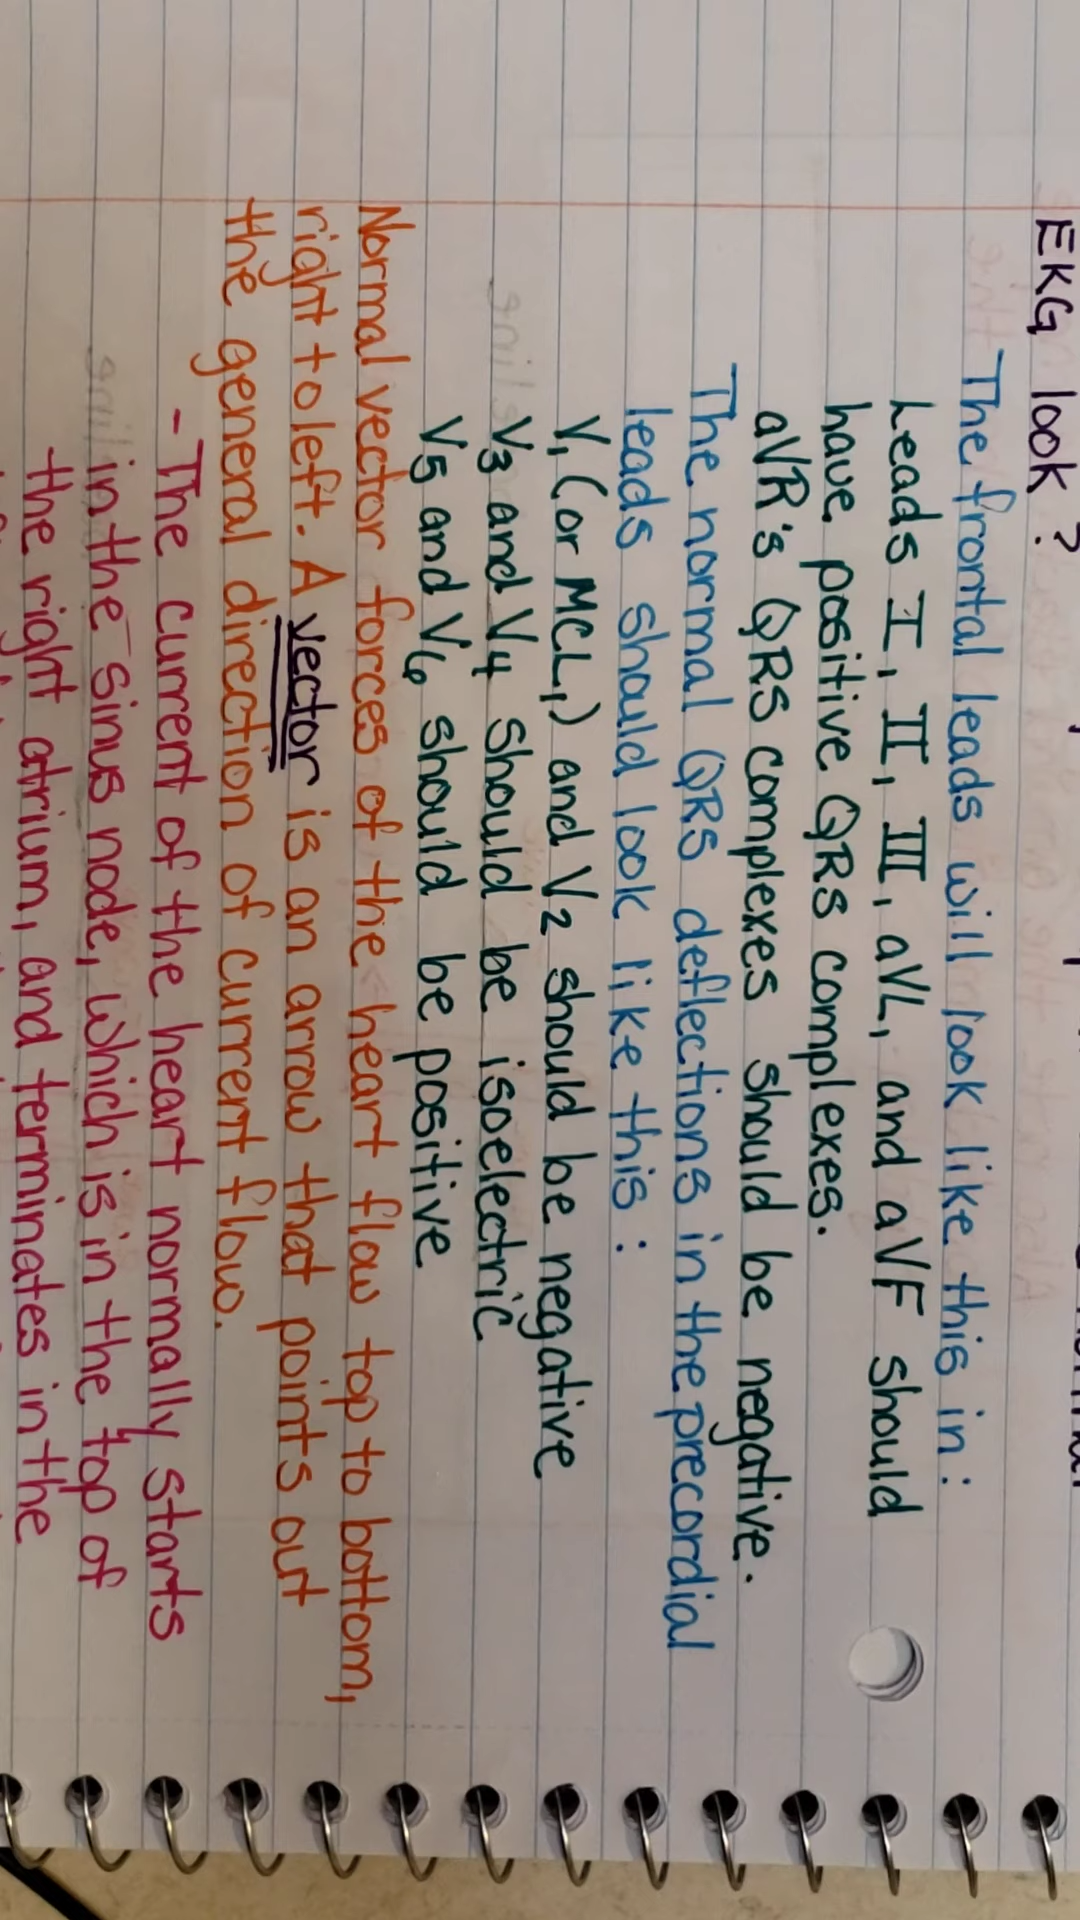 EKG look?
The frontal leads will look like this in:
Leads I, II, III, aVL, and aVF should
have positive QRS complexes.
aVR's QRS complexes should be negative.
The normal QRS deflections in the precordial
leads should look like this:
V1 (or MCL1) and V2 should be negative
V3 and V4 should be isoelectric
V5 and V6 should be positive
Normal vector forces of the heart flow top to bottom,
right to left. A vector is an arrow that points out
the general direction of current flow.
- The current of the heart normally starts
in the sinus node, which is in the top of
the right atrium, and terminates in the